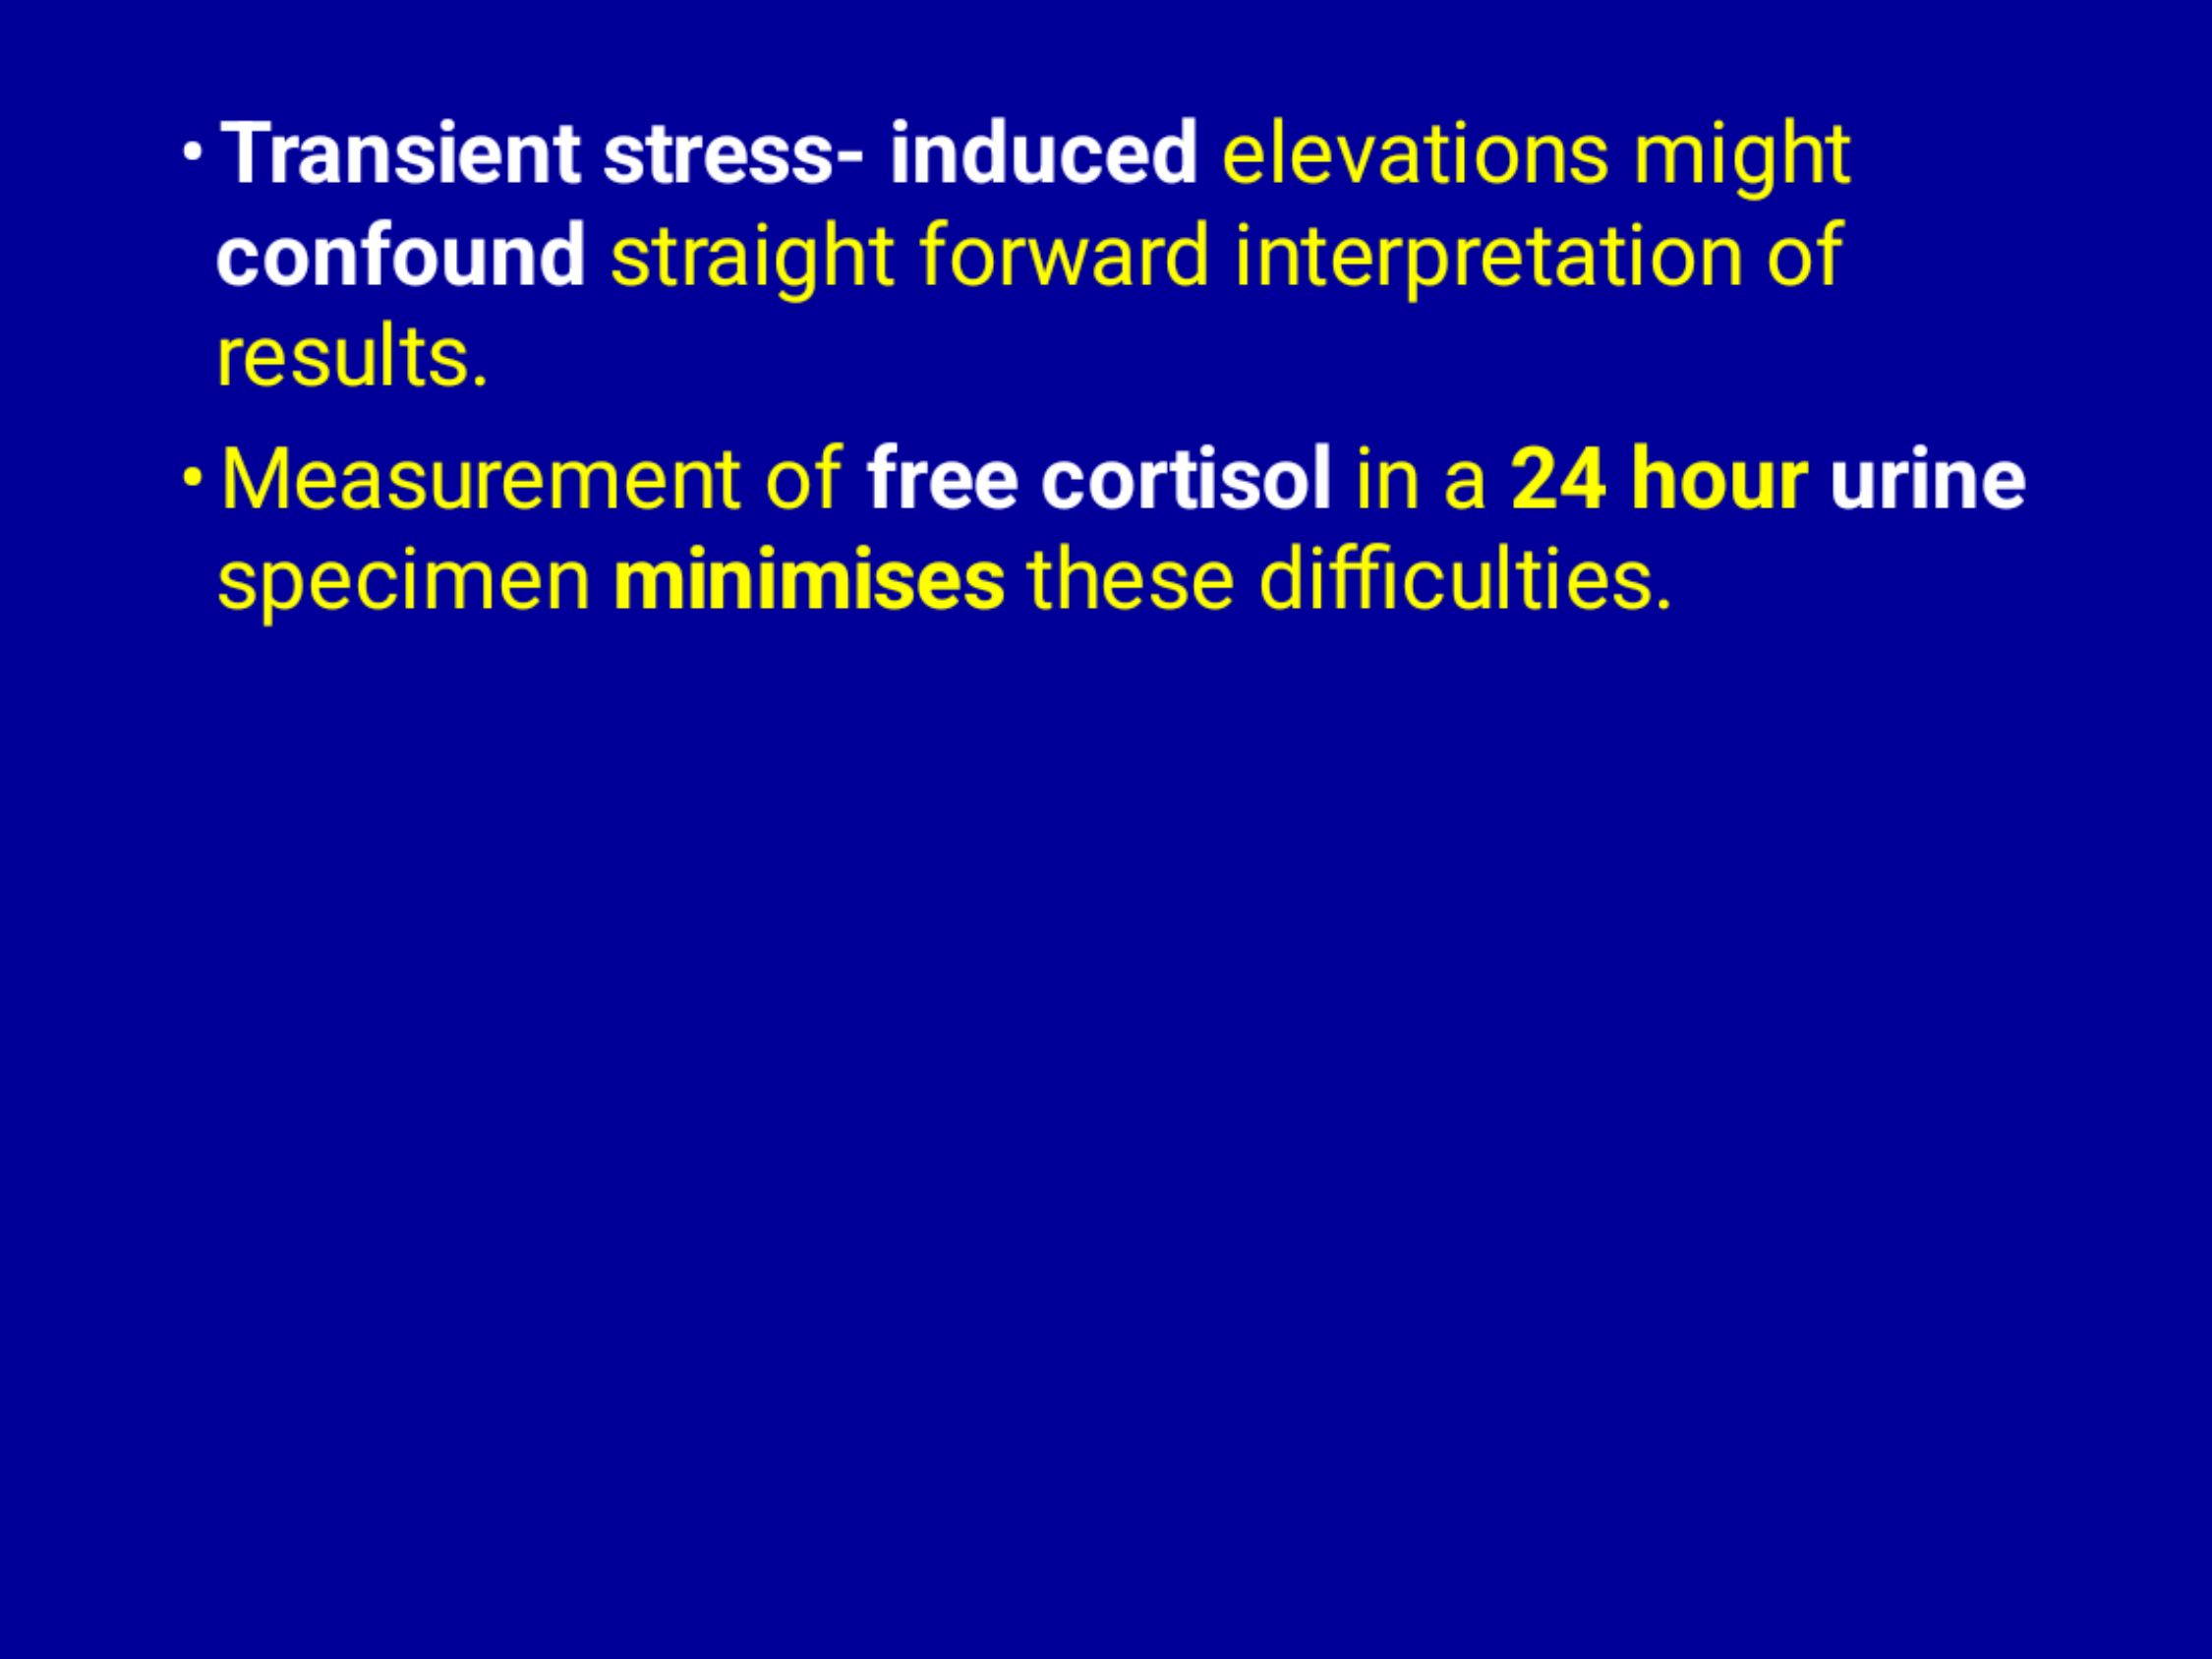 • Transient stress- induced elevations might
confound straight forward interpretation of
results.
• Measurement of free cortisol in a 24 hour urine
specimen minimises these difficulties.